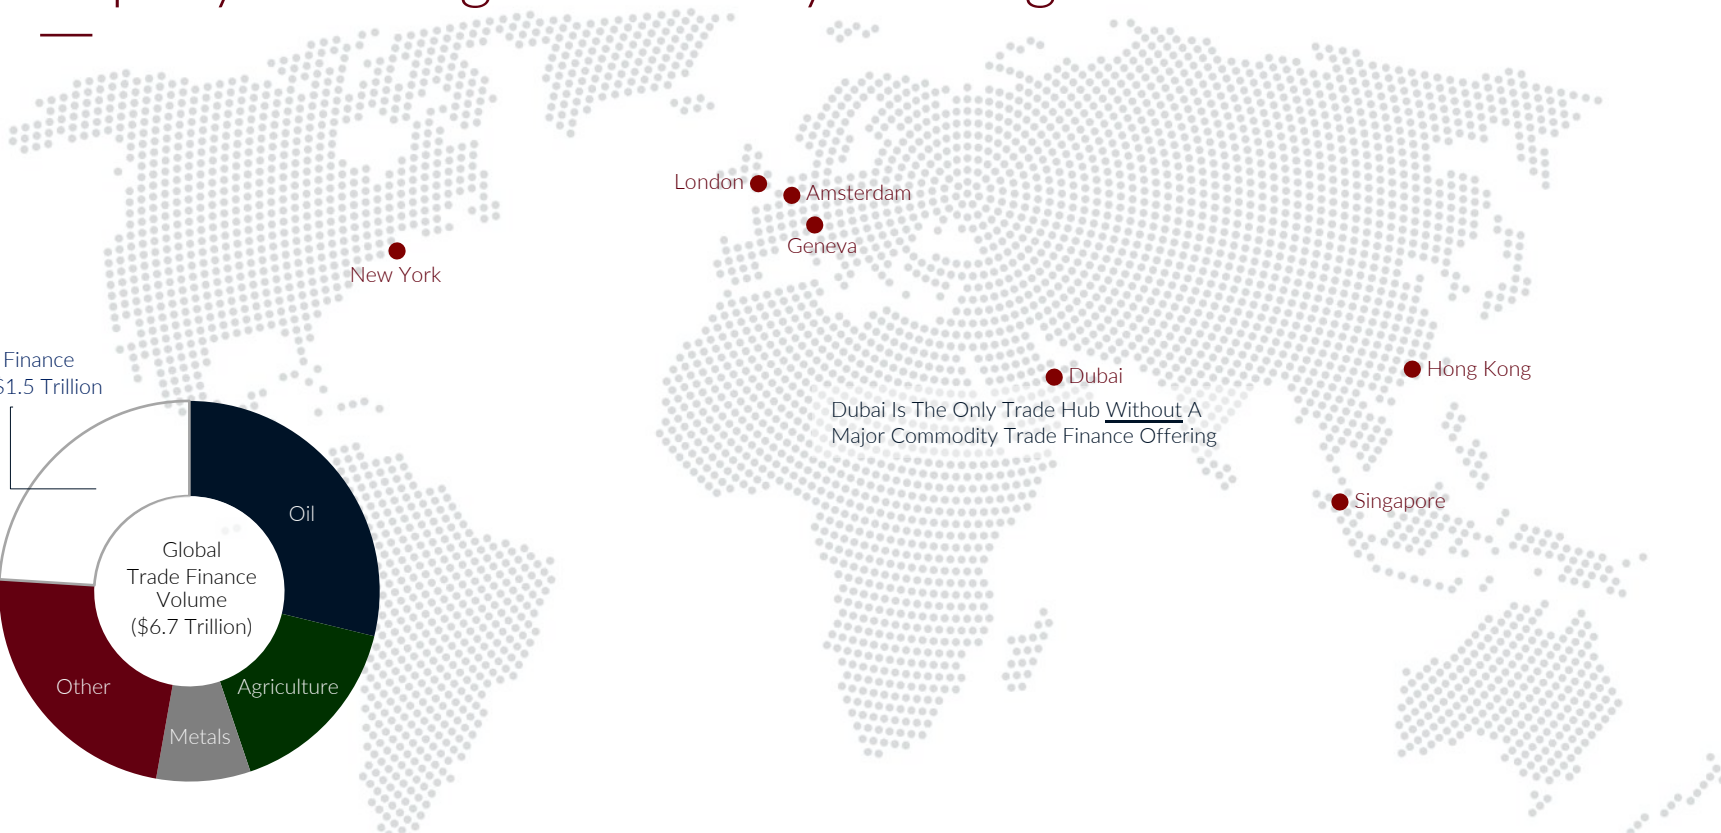 London
Amsterdam
Geneva
New York
Finance
$1.5 Trillion
Dubai
Hong Kong
Dubai Is The Only Trade Hub Without A
Major Commodity Trade Finance Offering
Singapore
Oil
Global
Trade Finance
Volume
($6.7 Trillion)
Other
Agriculture
Metals